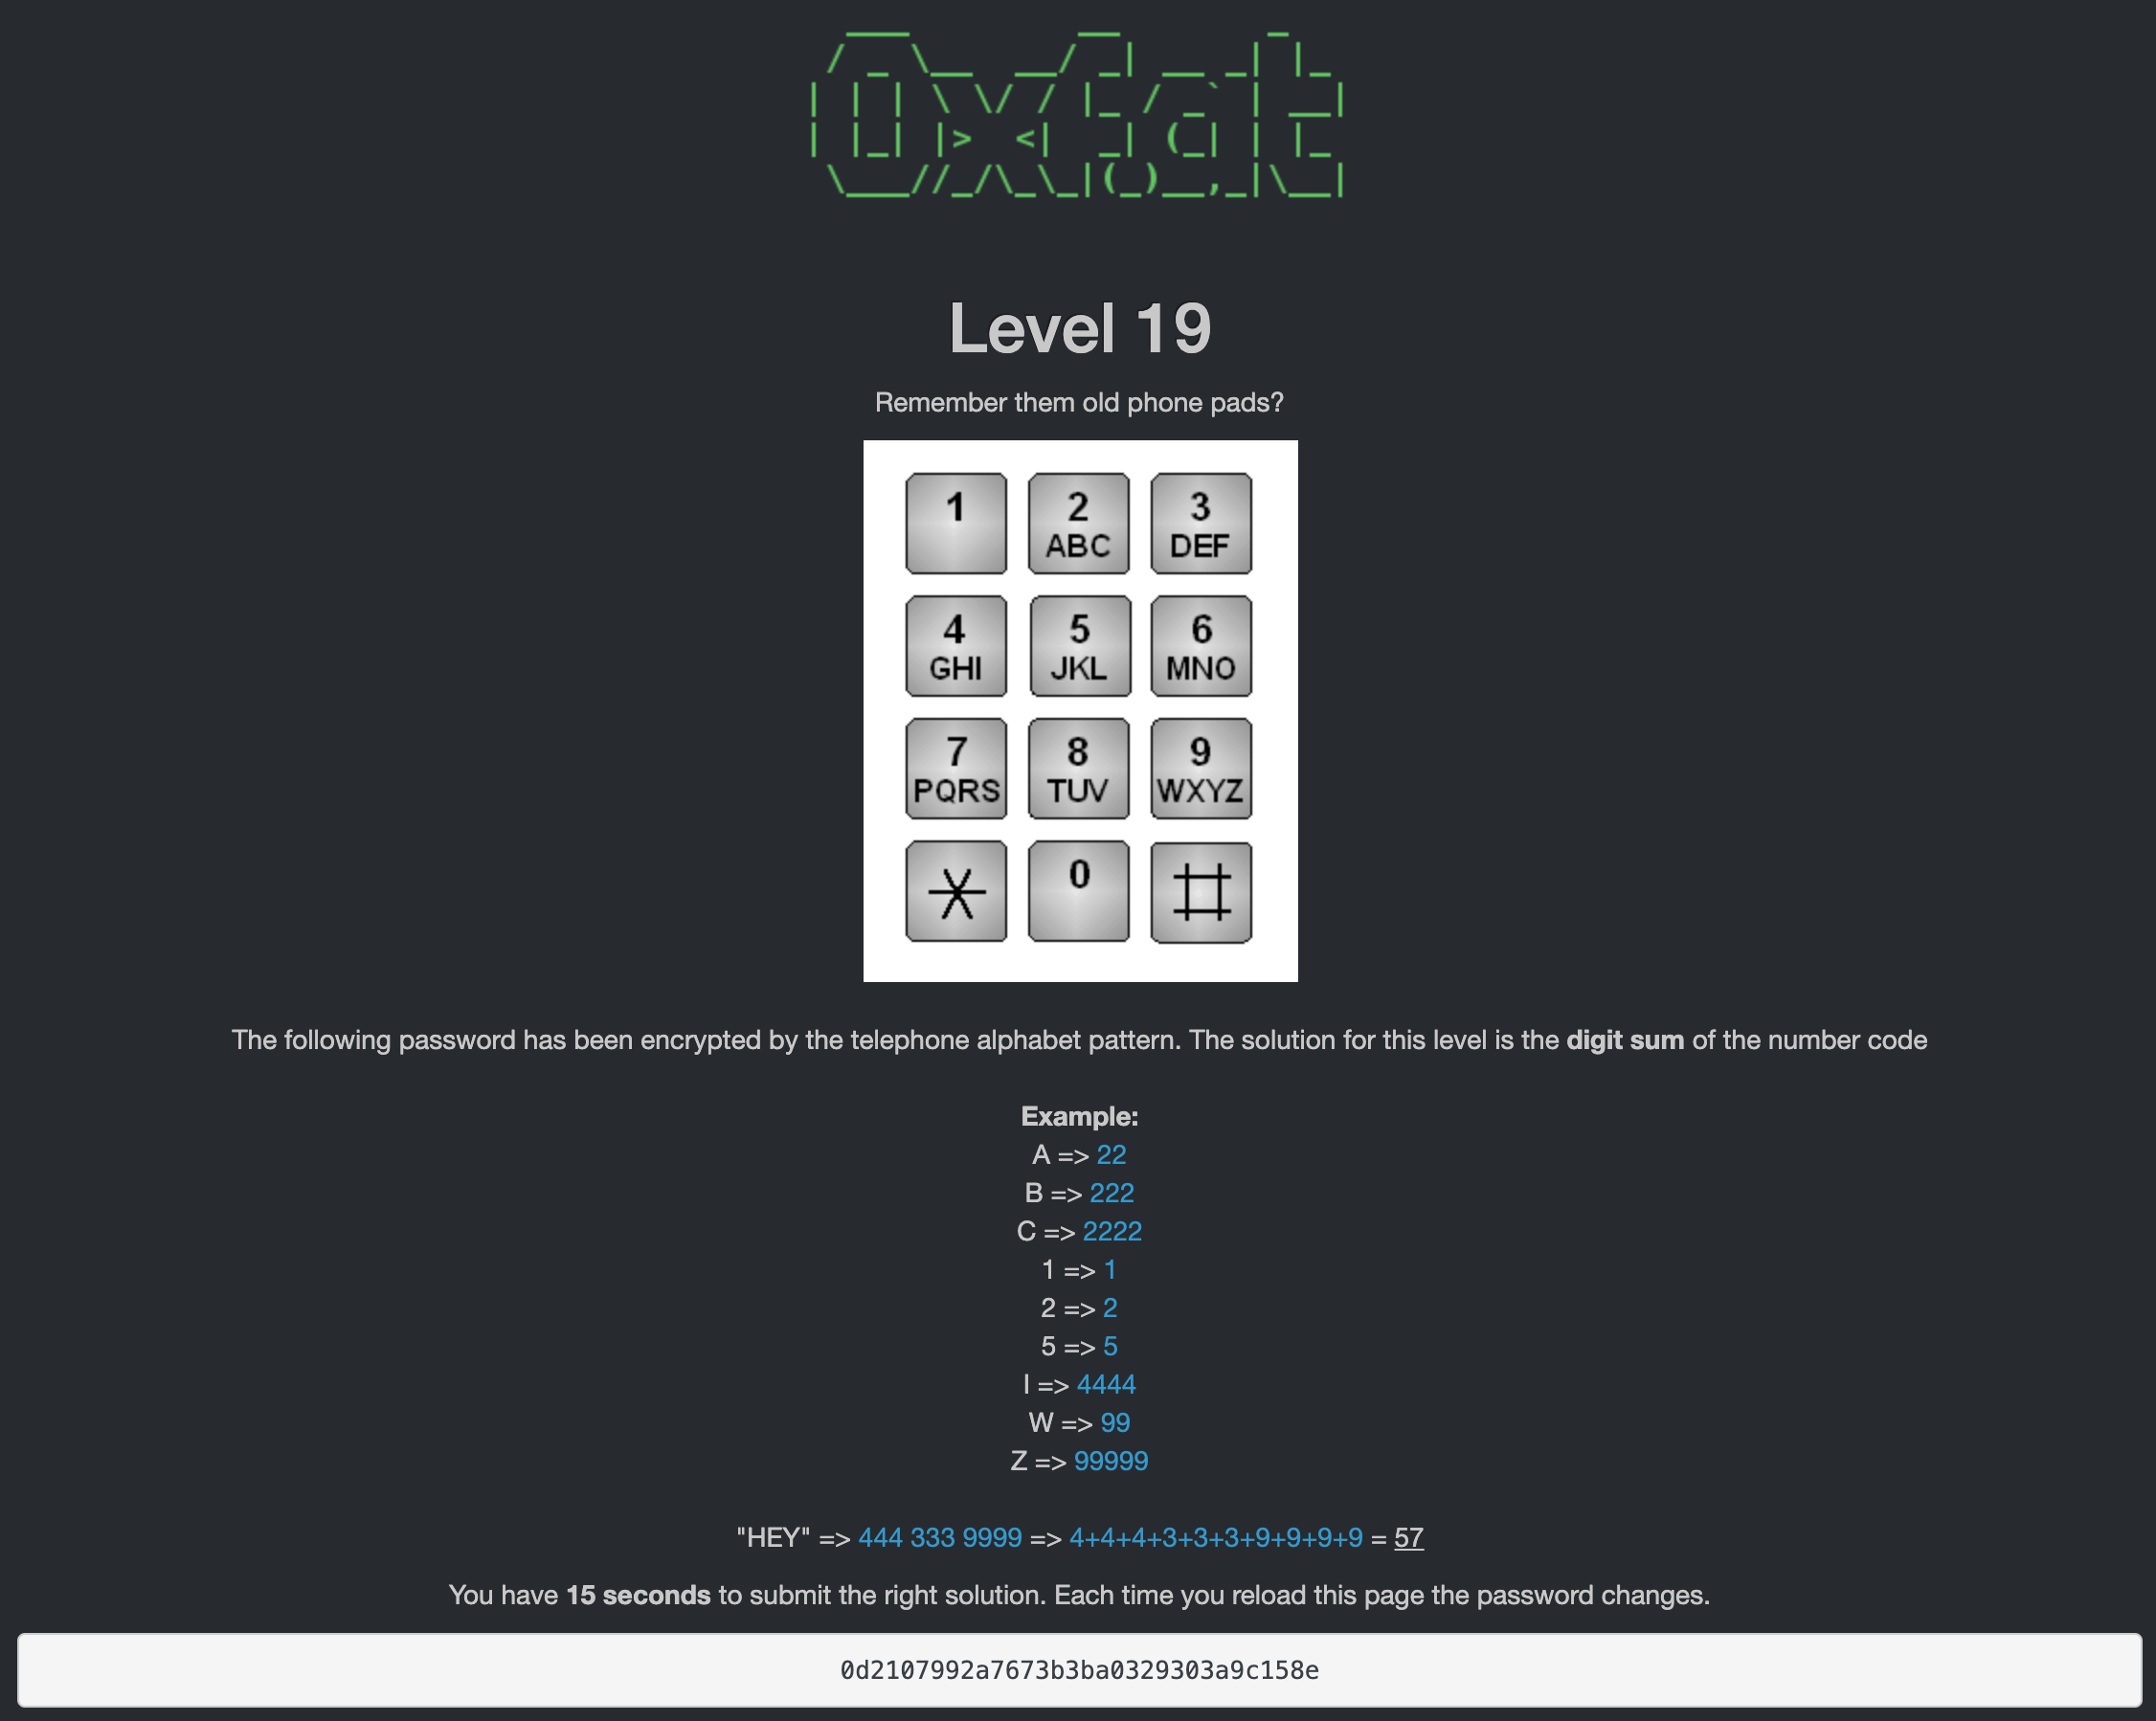 0xf.at
Level 19
Remember them old phone pads?
1 2 3
ABC DEF
4 5 6
GHI JKL MNO
7 8 9
PQRS TUV WXYZ
* 0 #
The following password has been encrypted by the telephone alphabet pattern. The solution for this level is the digit sum of the number code
Example:
A => 22
B => 222
C => 2222
1 => 1
2 => 2
5 => 5
I => 4444
W => 99
Z => 99999
"HEY" => 444 333 9999 => 4+4+4+3+3+3+9+9+9+9 = 57
You have 15 seconds to submit the right solution. Each time you reload this page the password changes.
0d2107992a7673b3ba0329303a9c158e